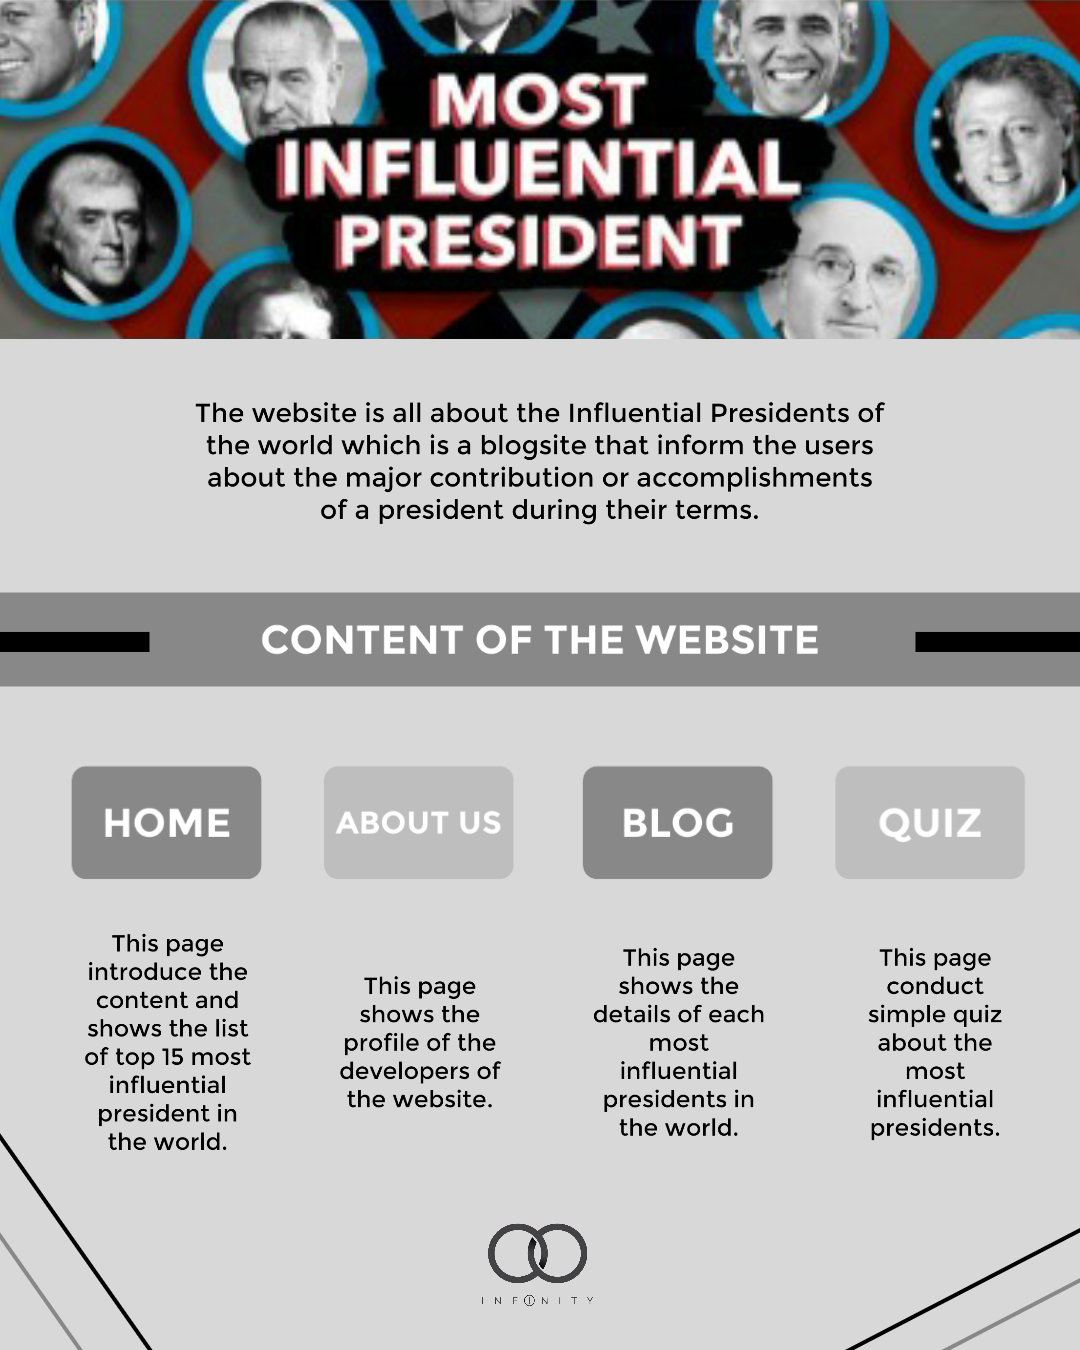 MOST
INFLUENTIAL
PRESIDENT
The website is all about the Influential Presidents of
the world which is a blogsite that inform the users
about the major contribution or accomplishments
of a president during their terms.
CONTENT OF THE WEBSITE
HOME
This page
introduce the
content and
shows the list
of top 15 most
influential
president in
the world.
ABOUT US
This page
shows the
profile of the
developers of
the website.
BLOG
This page
shows the
details of each
most
influential
presidents in
the world.
QUIZ
This page
conduct
simple quiz
about the
most
influential
presidents.
INFINITY